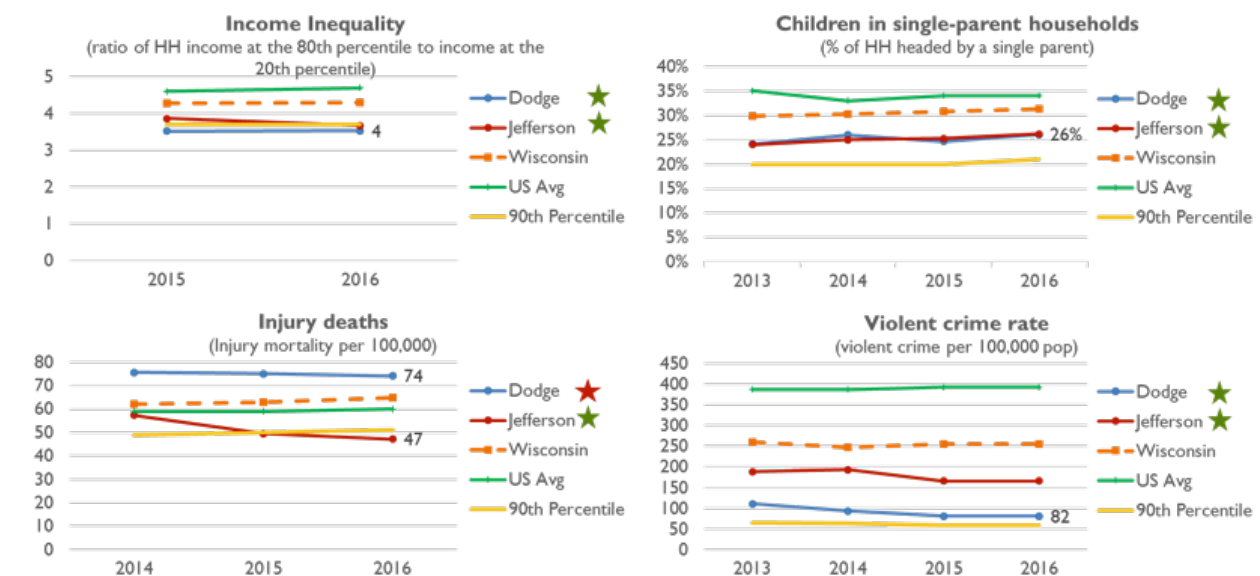 Income Inequality
(ratio of HH income at the 80th percentile to income at the
20th percentile)
5
4
3
2
1
0
4
2015 2016
Dodge
Jefferson
Wisconsin
US Avg
90th Percentile
Children in single-parent households
(% of HH headed by a single parent)
40%
35%
30%
25%
20%
15%
10%
5%
0%
26%
2013 2014 2015 2016
Dodge
Jefferson
Wisconsin
US Avg
90th Percentile
Injury deaths
(Injury mortality per 100,000)
80
70
60
50
40
30
20
10
0
74
47
2014 2015 2016
Dodge
Jefferson
Wisconsin
US Avg
90th Percentile
Violent crime rate
(violent crime per 100,000 pop)
450
400
350
300
250
200
150
100
50
0
82
2013 2014 2015 2016
Dodge
Jefferson
Wisconsin
US Avg
90th Percentile